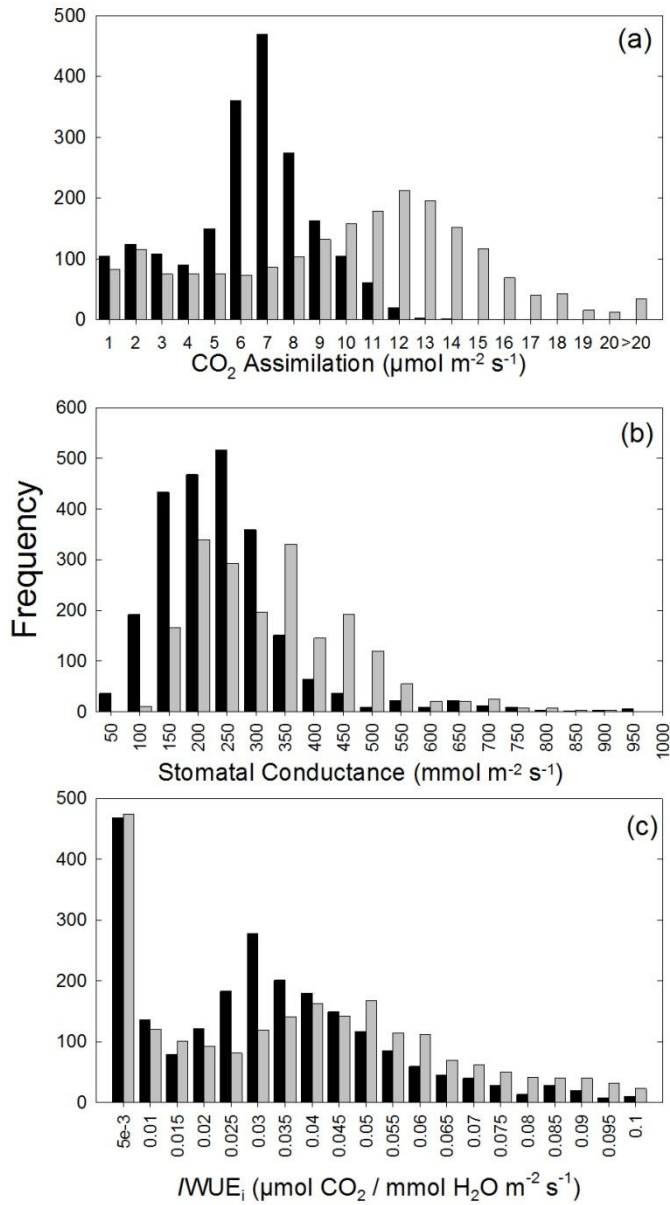 (a)
500
400
300
200
100
0
1 2 3 4 5 6 7 8 9 10 11 12 13 14 15 16 17 18 19 20 >20
CO₂ Assimilation (µmol m⁻² s⁻¹)
(b)
600
500
400
300
200
100
0
50 100 150 200 250 300 350 400 450 500 550 600 650 700 750 800 850 900 950 1000
Stomatal Conductance (mmol m⁻² s⁻¹)
Frequency
(c)
500
400
300
200
100
0
5e-3 0.01 0.015 0.02 0.025 0.03 0.035 0.04 0.045 0.05 0.055 0.06 0.065 0.07 0.075 0.08 0.085 0.09 0.095 0.1
IWUEᵢ (µmol CO₂ / mmol H₂O m⁻² s⁻¹)